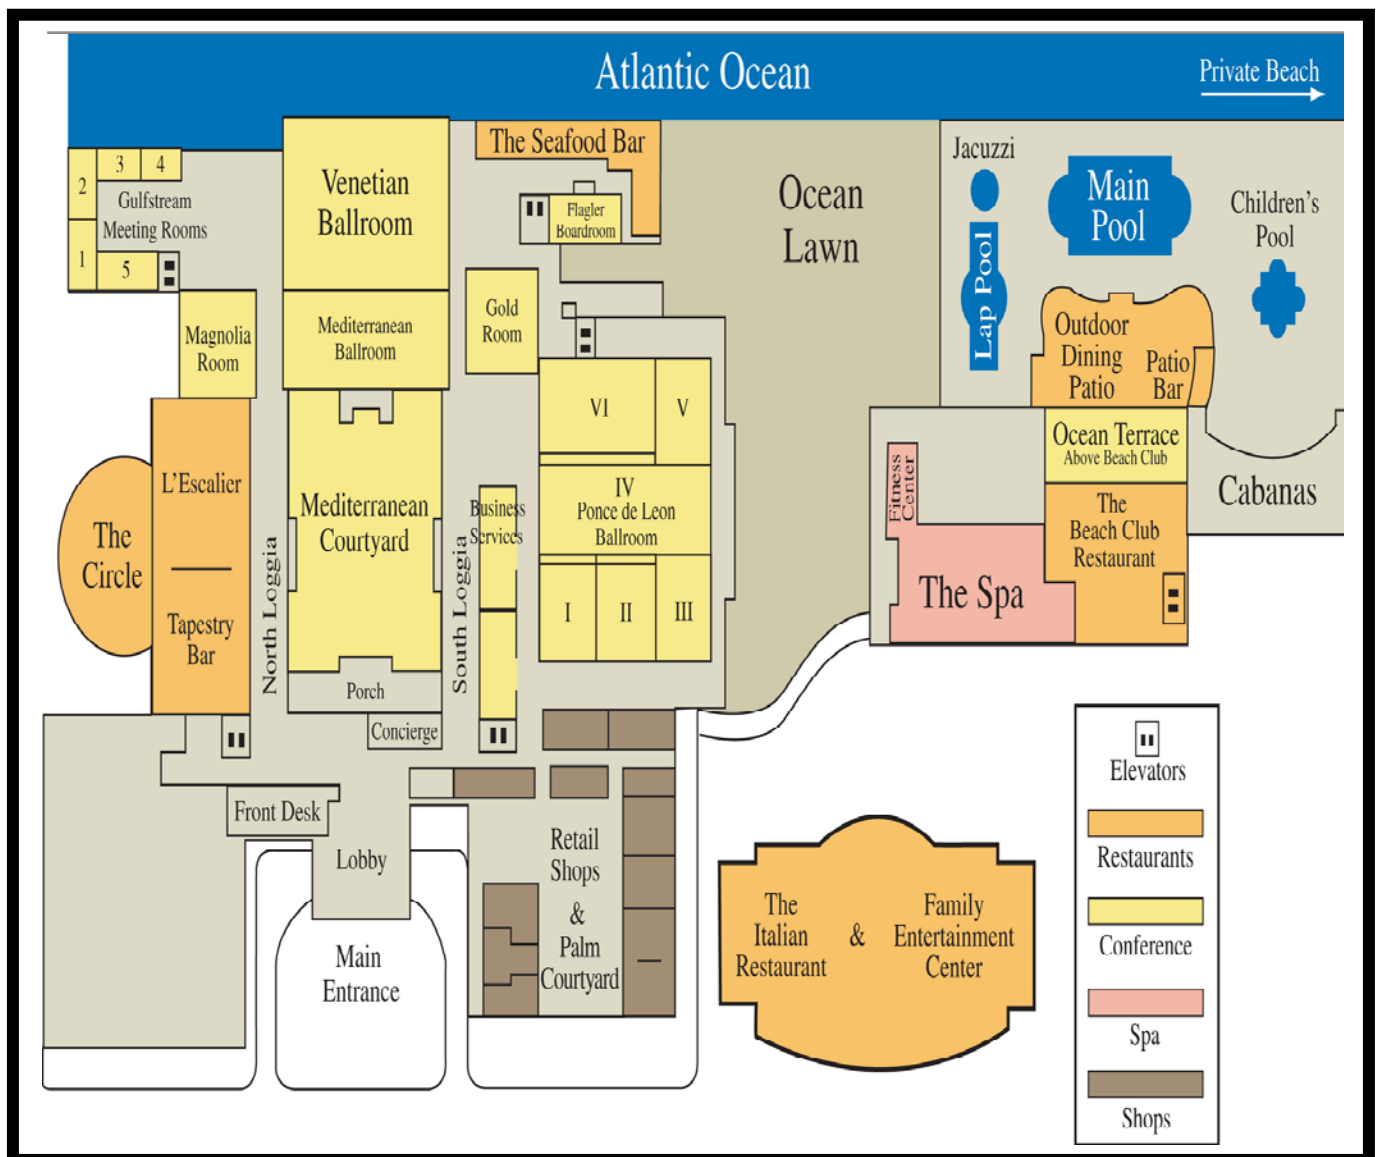 Atlantic Ocean
Private Beach
The Seafood Bar
Jacuzzi
Main
Pool
Children's
Pool
Lap Pool
Ocean
Lawn
2
3
4
Gulfstream
Meeting Rooms
1
5
Venetian
Ballroom
Flagler
Boardroom
Magnolia
Room
Mediterranean
Ballroom
Gold
Room
Outdoor
Dining
Patio
Patio
Bar
VI
V
Ocean Terrace
Above Beach Club
Fitness
Center
Cabanas
L'Escalier
The
Circle
Tapestry
Bar
North Loggia
Mediterranean
Courtyard
South Loggia
Business
Services
IV
Ponce de Leon
Ballroom
I
II
III
The
Beach Club
Restaurant
The Spa
Porch
Concierge
Front Desk
Lobby
Main
Entrance
Retail
Shops
&
Palm
Courtyard
The
Italian
Restaurant
&
Family
Entertainment
Center
Elevators
Restaurants
Conference
Spa
Shops